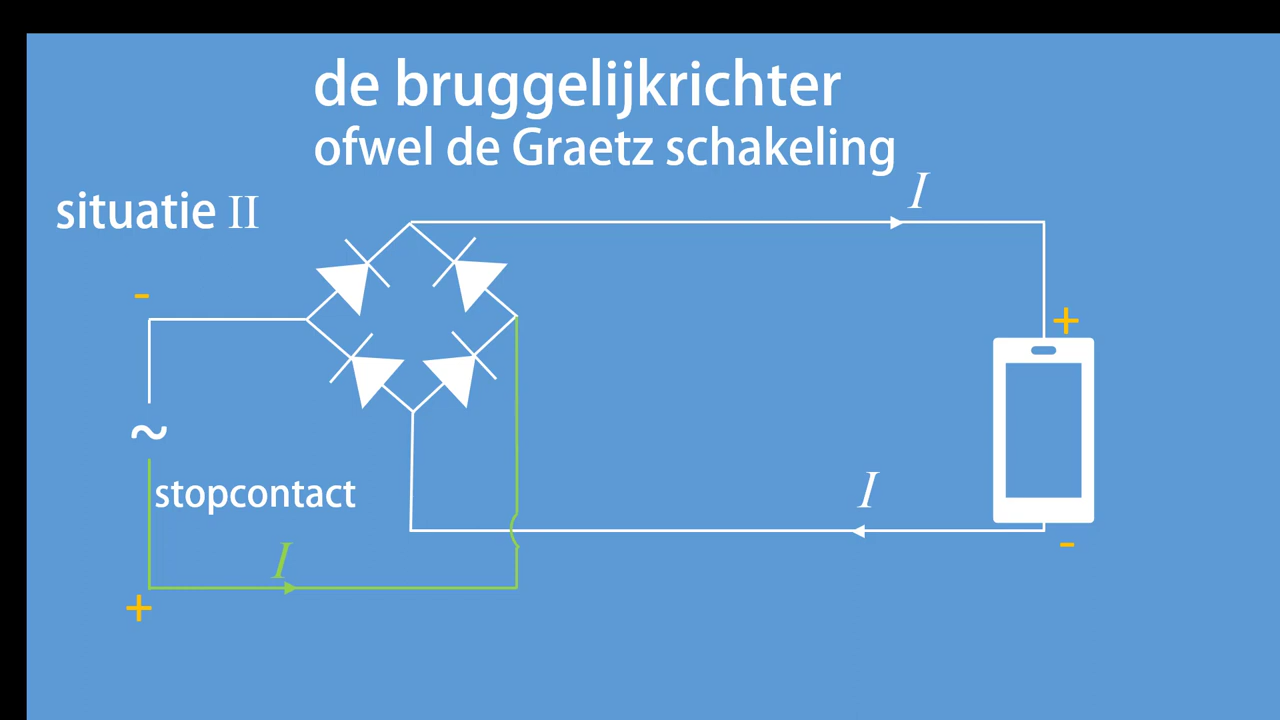 de bruggelijkrichter
ofwel de Graetz schakeling
I
situatie II
-
+
~
stopcontact
I
I
-
+